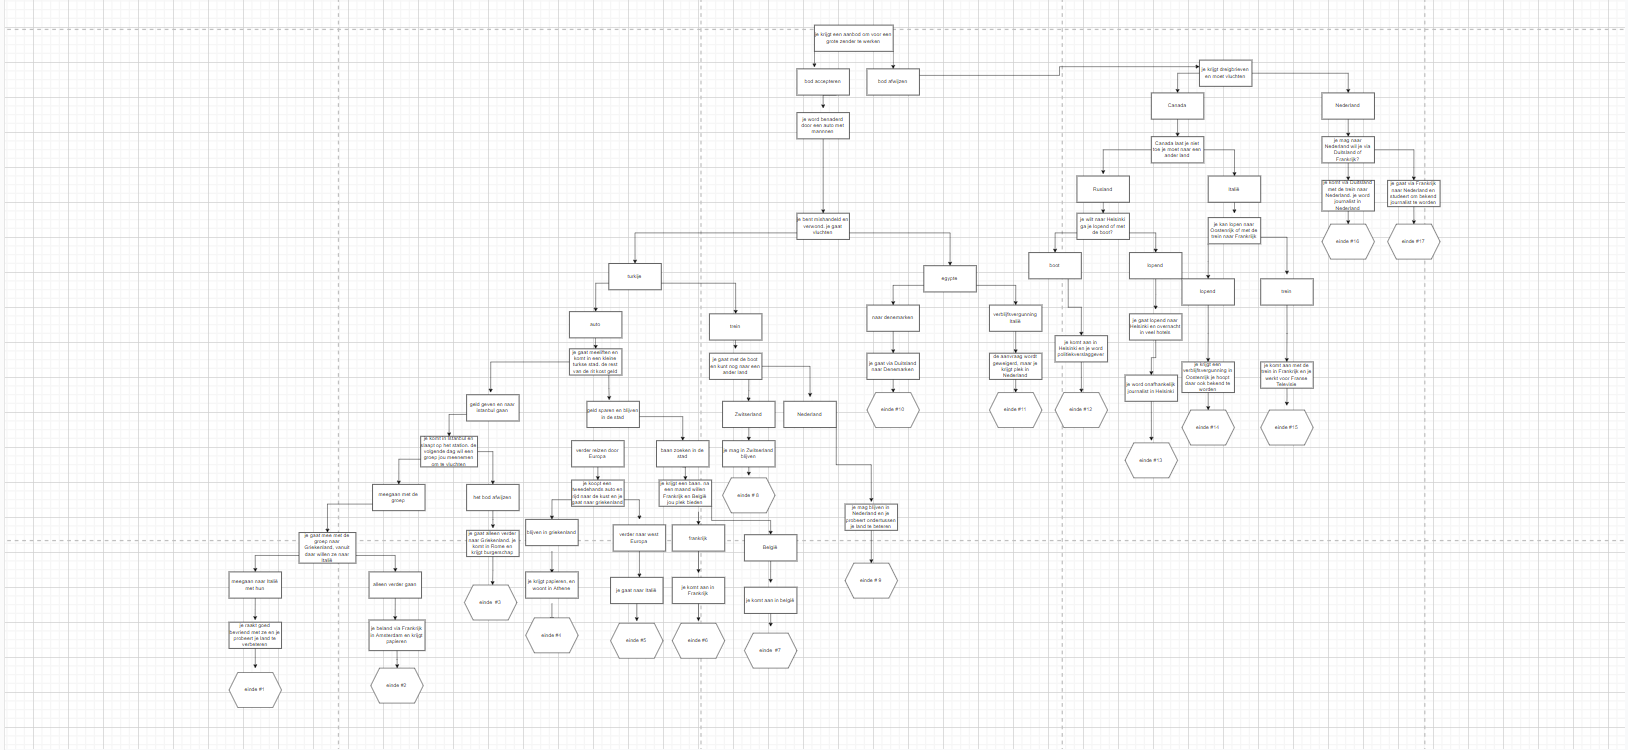 je krijgt een aanbod om voor een
grote zender te werken
bod accepteren
bod afwijzen
je krijgt dreigbrieven
en moet vluchten
Canada
Nederland
je word benaderd
door een auto met
mannnen
Canada laat je niet
toe je moet naar een
ander land
je mag naar
Nederland wil je via
Duitsland of
Frankrijk?
Rusland
italië
je komt via Duitsland
met de trein naar
Nederland. je word
journalist in
Nederland
je gaat via Frankrijk
naar Nederland en
studeert om bekend
journalist te worden
je bent mishandeld en
verwond. je gaat
vluchten
je wilt naar Helsinki
ga je lopend of met
de boot?
je kan lopen naar
Oostenrijk of met de
trein naar Frankrijk
einde #16
einde #17
turkije
egypte
boot
lopend
lopend
trein
auto
trein
naar denemarken
verblijfsvergunning
Italië
je gaat lopend naar
Helsinki en overnacht
in veel hotels
je komt aan in
Helsinki en je word
politiekverslaggever
je gaat meeliften en
komt in een kleine
turkse stad. de rest
van de rit kost geld
je gaat met de boot
en kunt nog naar een
ander land
je gaat via Duitsland
naar Denemarken
de aanvraag wordt
geweigerd, maar je
krijgt plek in
Nederland
je word onafhankelijk
journalist in Helsinki
je krijgt een
verblijfsvergunning in
Oostenrijk je hoopt
daar ook bekend te
worden
je komt aan met de
trein in Frankrijk en je
werkt voor Franse
Televisie
geld geven en naar
istanbul gaan
geld sparen en blijven
in de stad
Zwitserland
Nederland
einde #10
einde #11
einde #12
einde #14
einde #15
je komt in Istanbul en
slaapt op het station. de
volgende dag wil een
groep jou meenemen
om te vluchten
verder reizen door
Europa
baan zoeken in de
stad
je mag in Zwitserland
blijven
einde #13
meegaan met de
groep
het bod afwijzen
je koopt een
tweedehands auto en
rijd naar de kust en je
gaat naar griekenland
je krijgt een baan. na
een maand willen
Frankrijk en België
jou plek bieden
einde # 8
je mag blijven in
Nederland en je
probeert ondertussen
je land te beteren
je gaat mee met de
groep naar
Griekenland, vanuit
daar willen ze naar
Italië
je gaat alleen verder
naar Griekenland. je
komt in Rome en
krijgt burgerschap
blijven in griekenland
verder naar west
Europa
frankrijk
België
meegaan naar Italië
met hun
alleen verder gaan
einde #3
je krijgt papieren, en
woont in Athene
je gaat naar Italië
je komt aan in
Frankrijk
je komt aan in belgië
einde # 9
je raakt goed
bevriend met ze en je
probeert je land te
verbeteren
je beland via Frankrijk
in Amsterdam en krijgt
papieren
einde #4
einde #5
einde #6
einde #7
einde #1
einde #2